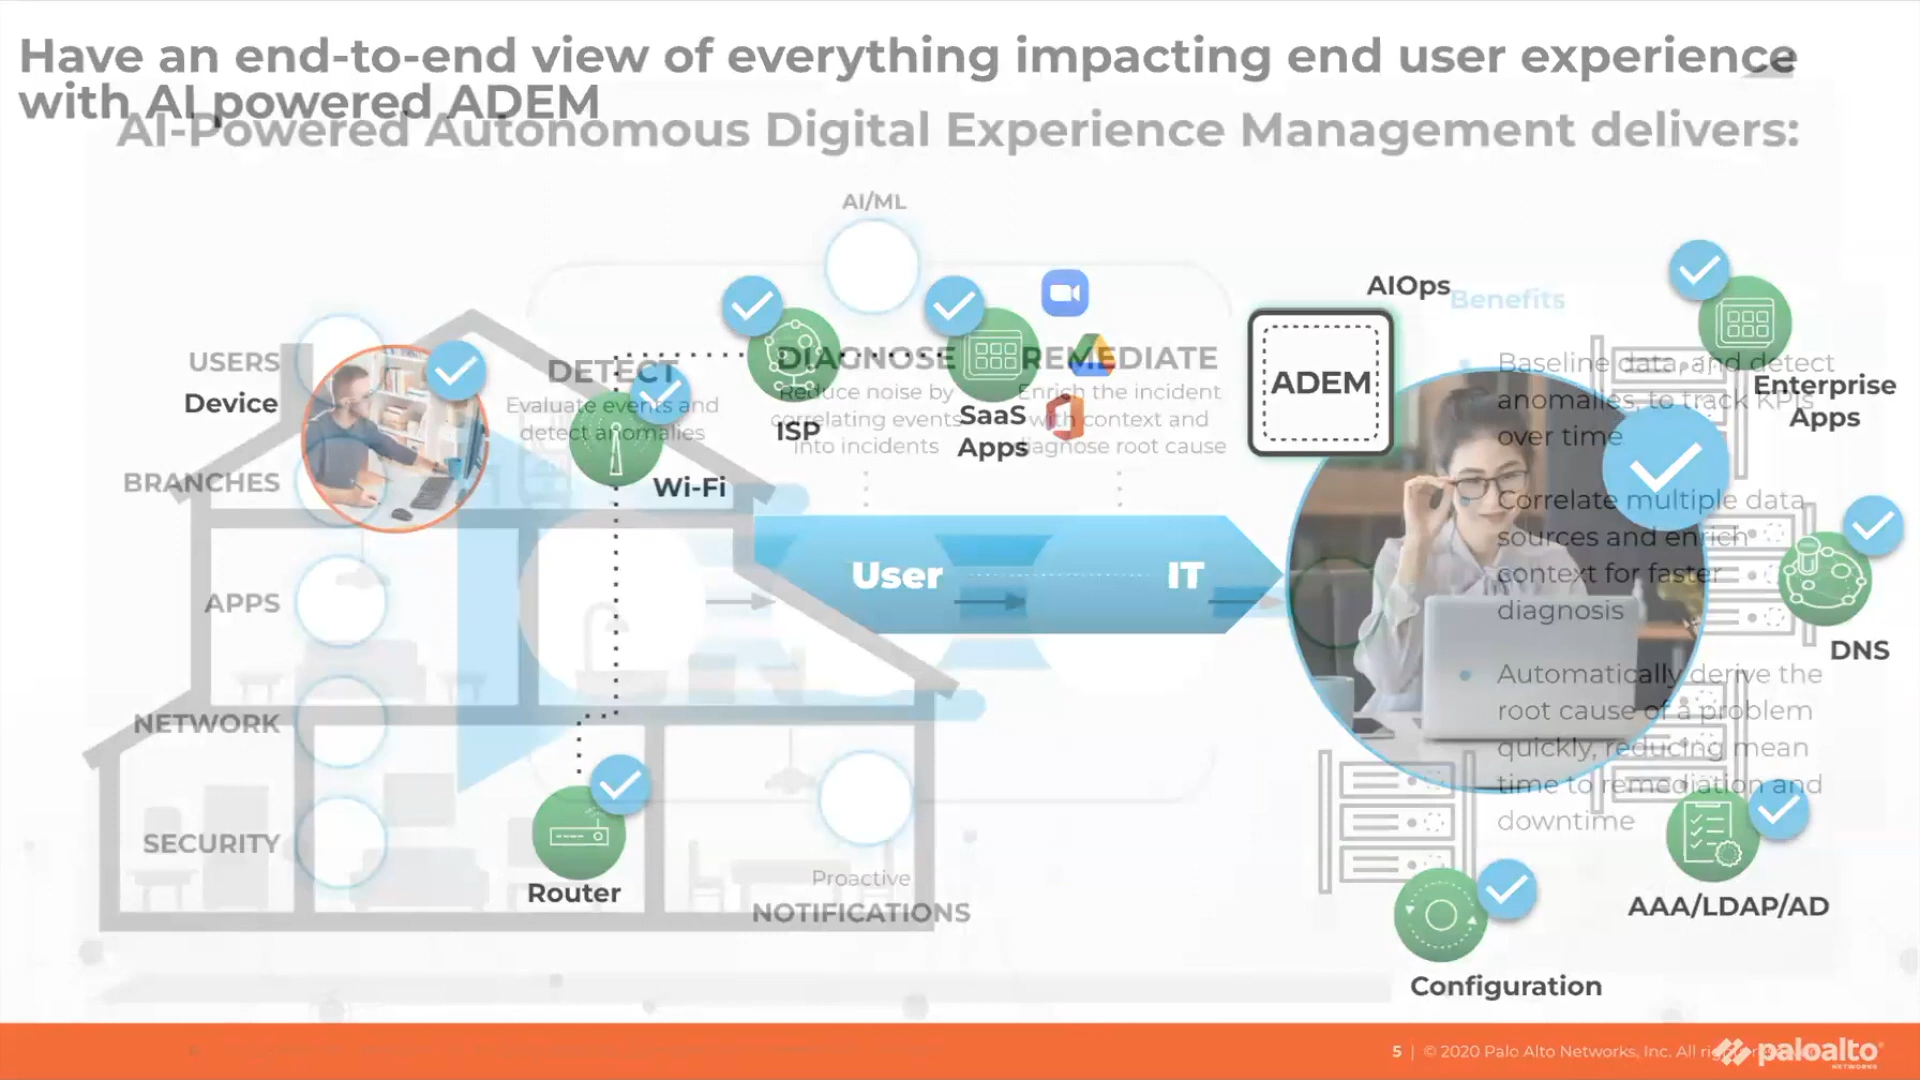 Have an end-to-end view of everything impacting end user experience
with AI powered ADEM
AI-Powered Autonomous Digital Experience Management delivers:
AI/ML
USERS
Device
BRANCHES
APPS
NETWORK
SECURITY
DETECT
Evaluate events and
detect anomalies
Wi-Fi
Router
DIAGNOSE
Reduce noise by
correlating events
into incidents
ISP
SaaS
Apps
REMEDIATE
Enrich the incident
with context and
diagnose root cause
User
IT
Proactive
NOTIFICATIONS
AIOps
ADEM
Benefits
Baseline data and detect
anomalies to track KPIs
over time
Correlate multiple data
sources and enrich
context for faster
diagnosis
Automatically derive the
root cause of a problem
quickly, reducing mean
time to remediation and
downtime
Enterprise
Apps
DNS
AAA/LDAP/AD
Configuration
5 | © 2020 Palo Alto Networks, Inc. All
paloalto
NETWORKS